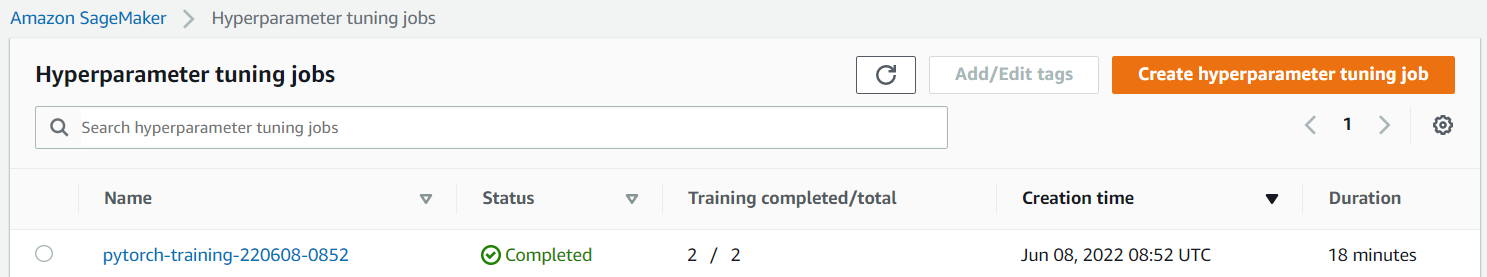 Amazon SageMaker > Hyperparameter tuning jobs
Hyperparameter tuning jobs Add/Edit tags Create hyperparameter tuning job
Search hyperparameter tuning jobs 1
Name Status Training completed/total Creation time Duration
pytorch-training-220608-0852 Completed 2 / 2 Jun 08, 2022 08:52 UTC 18 minutes